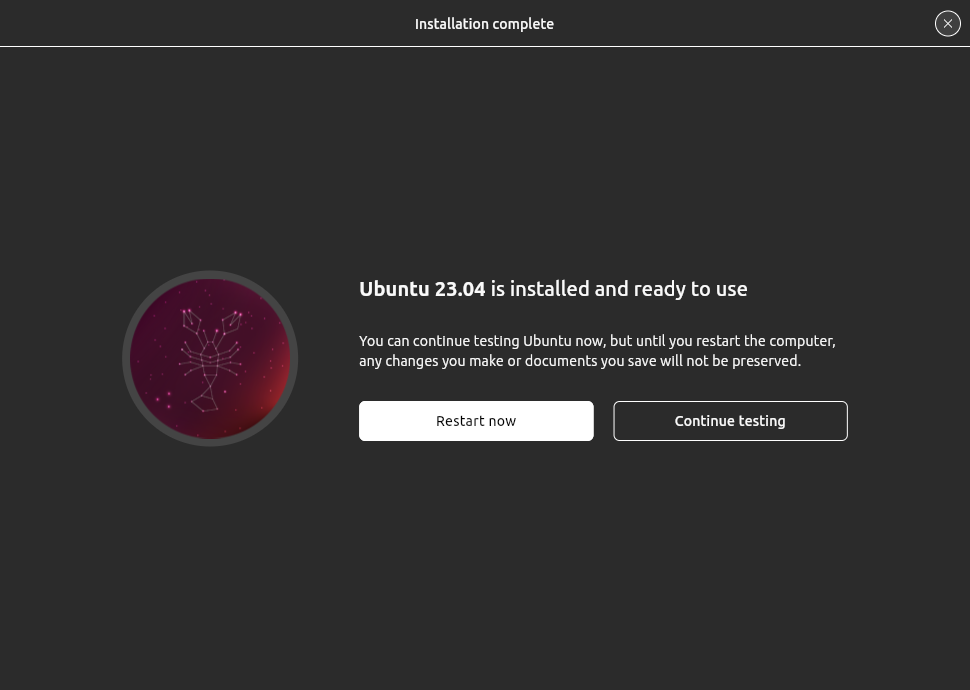 Installation complete
Ubuntu 23.04 is installed and ready to use
You can continue testing Ubuntu now, but until you restart the computer,
any changes you make or documents you save will not be preserved.
Restart now
Continue testing